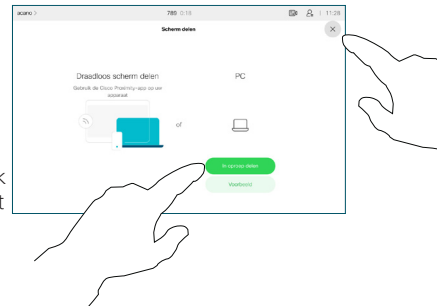 789 0:19
11:28
Scherm delen
Draadloos scherm delen
PC
Gebruik de Cisco Proximity-app op uw
apparaat
of
In oproep delen
Voorbeeld
k
t